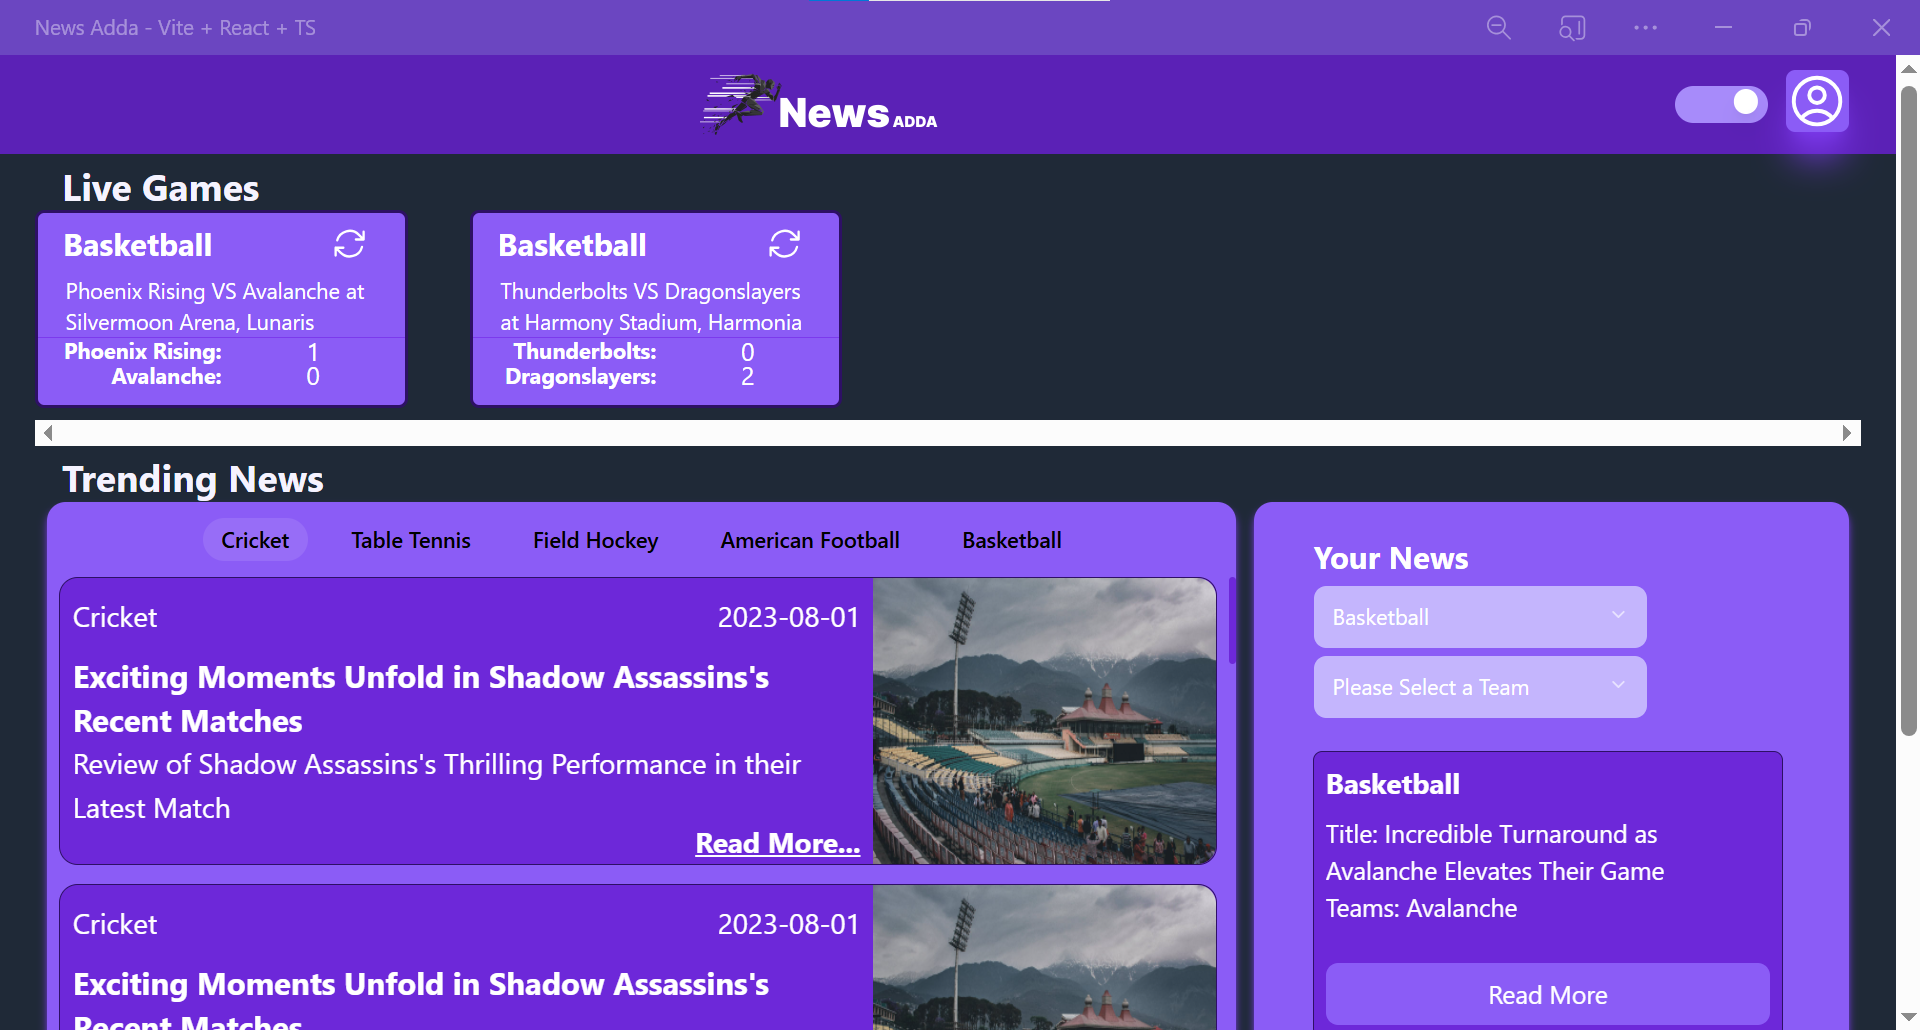 News Adda - Vite + React + TS
News ADDA
Live Games
Basketball
Phoenix Rising VS Avalanche at
Silvermoon Arena, Lunaris
Phoenix Rising: 1
Avalanche: 0
Basketball
Thunderbolts VS Dragonslayers
at Harmony Stadium, Harmonia
Thunderbolts: 0
Dragonslayers: 2
Trending News
Cricket Table Tennis Field Hockey American Football Basketball
Cricket 2023-08-01
Exciting Moments Unfold in Shadow Assassins's
Recent Matches
Review of Shadow Assassins's Thrilling Performance in their
Latest Match
Read More...
Cricket 2023-08-01
Exciting Moments Unfold in Shadow Assassins's
Recent Matches
Your News
Basketball
Please Select a Team
Basketball
Title: Incredible Turnaround as
Avalanche Elevates Their Game
Teams: Avalanche
Read More